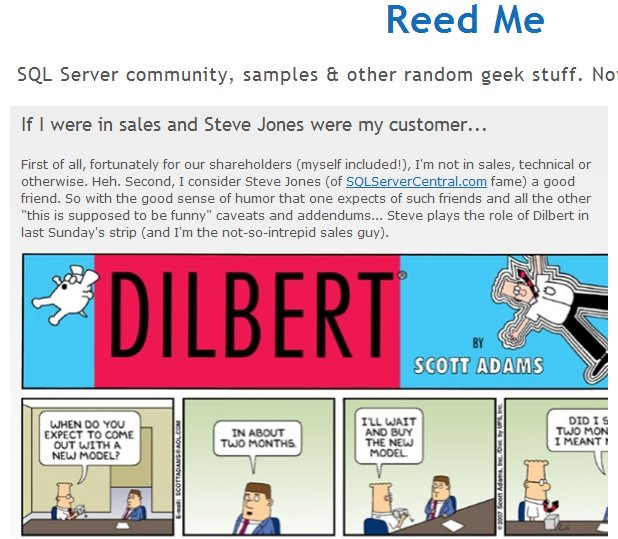 Reed Me
SQL Server community, samples & other random geek stuff. No
If I were in sales and Steve Jones were my customer...
First of all, fortunately for our shareholders (myself included!), I'm not in sales, technical or
otherwise. Heh. Second, I consider Steve Jones (of SQLServerCentral.com fame) a good
friend. So with the good sense of humor that one expects of such friends and all the other
"this is supposed to be funny" caveats and addendums... Steve plays the role of Dilbert in
last Sunday's strip (and I'm the not-so-intrepid sales guy).
DILBERT®
BY
SCOTT ADAMS
WHEN DO YOU
EXPECT TO COME
OUT WITH A
NEW MODEL?
E-mail: SCOTTADAMS@AOL.COM
IN ABOUT
TWO MONTHS.
I'LL WAIT
AND BUY
THE NEW
MODEL.
©2007 Scott Adams, Inc./Dist. by UFS, Inc.
DID I S
TWO MON
I MEANT